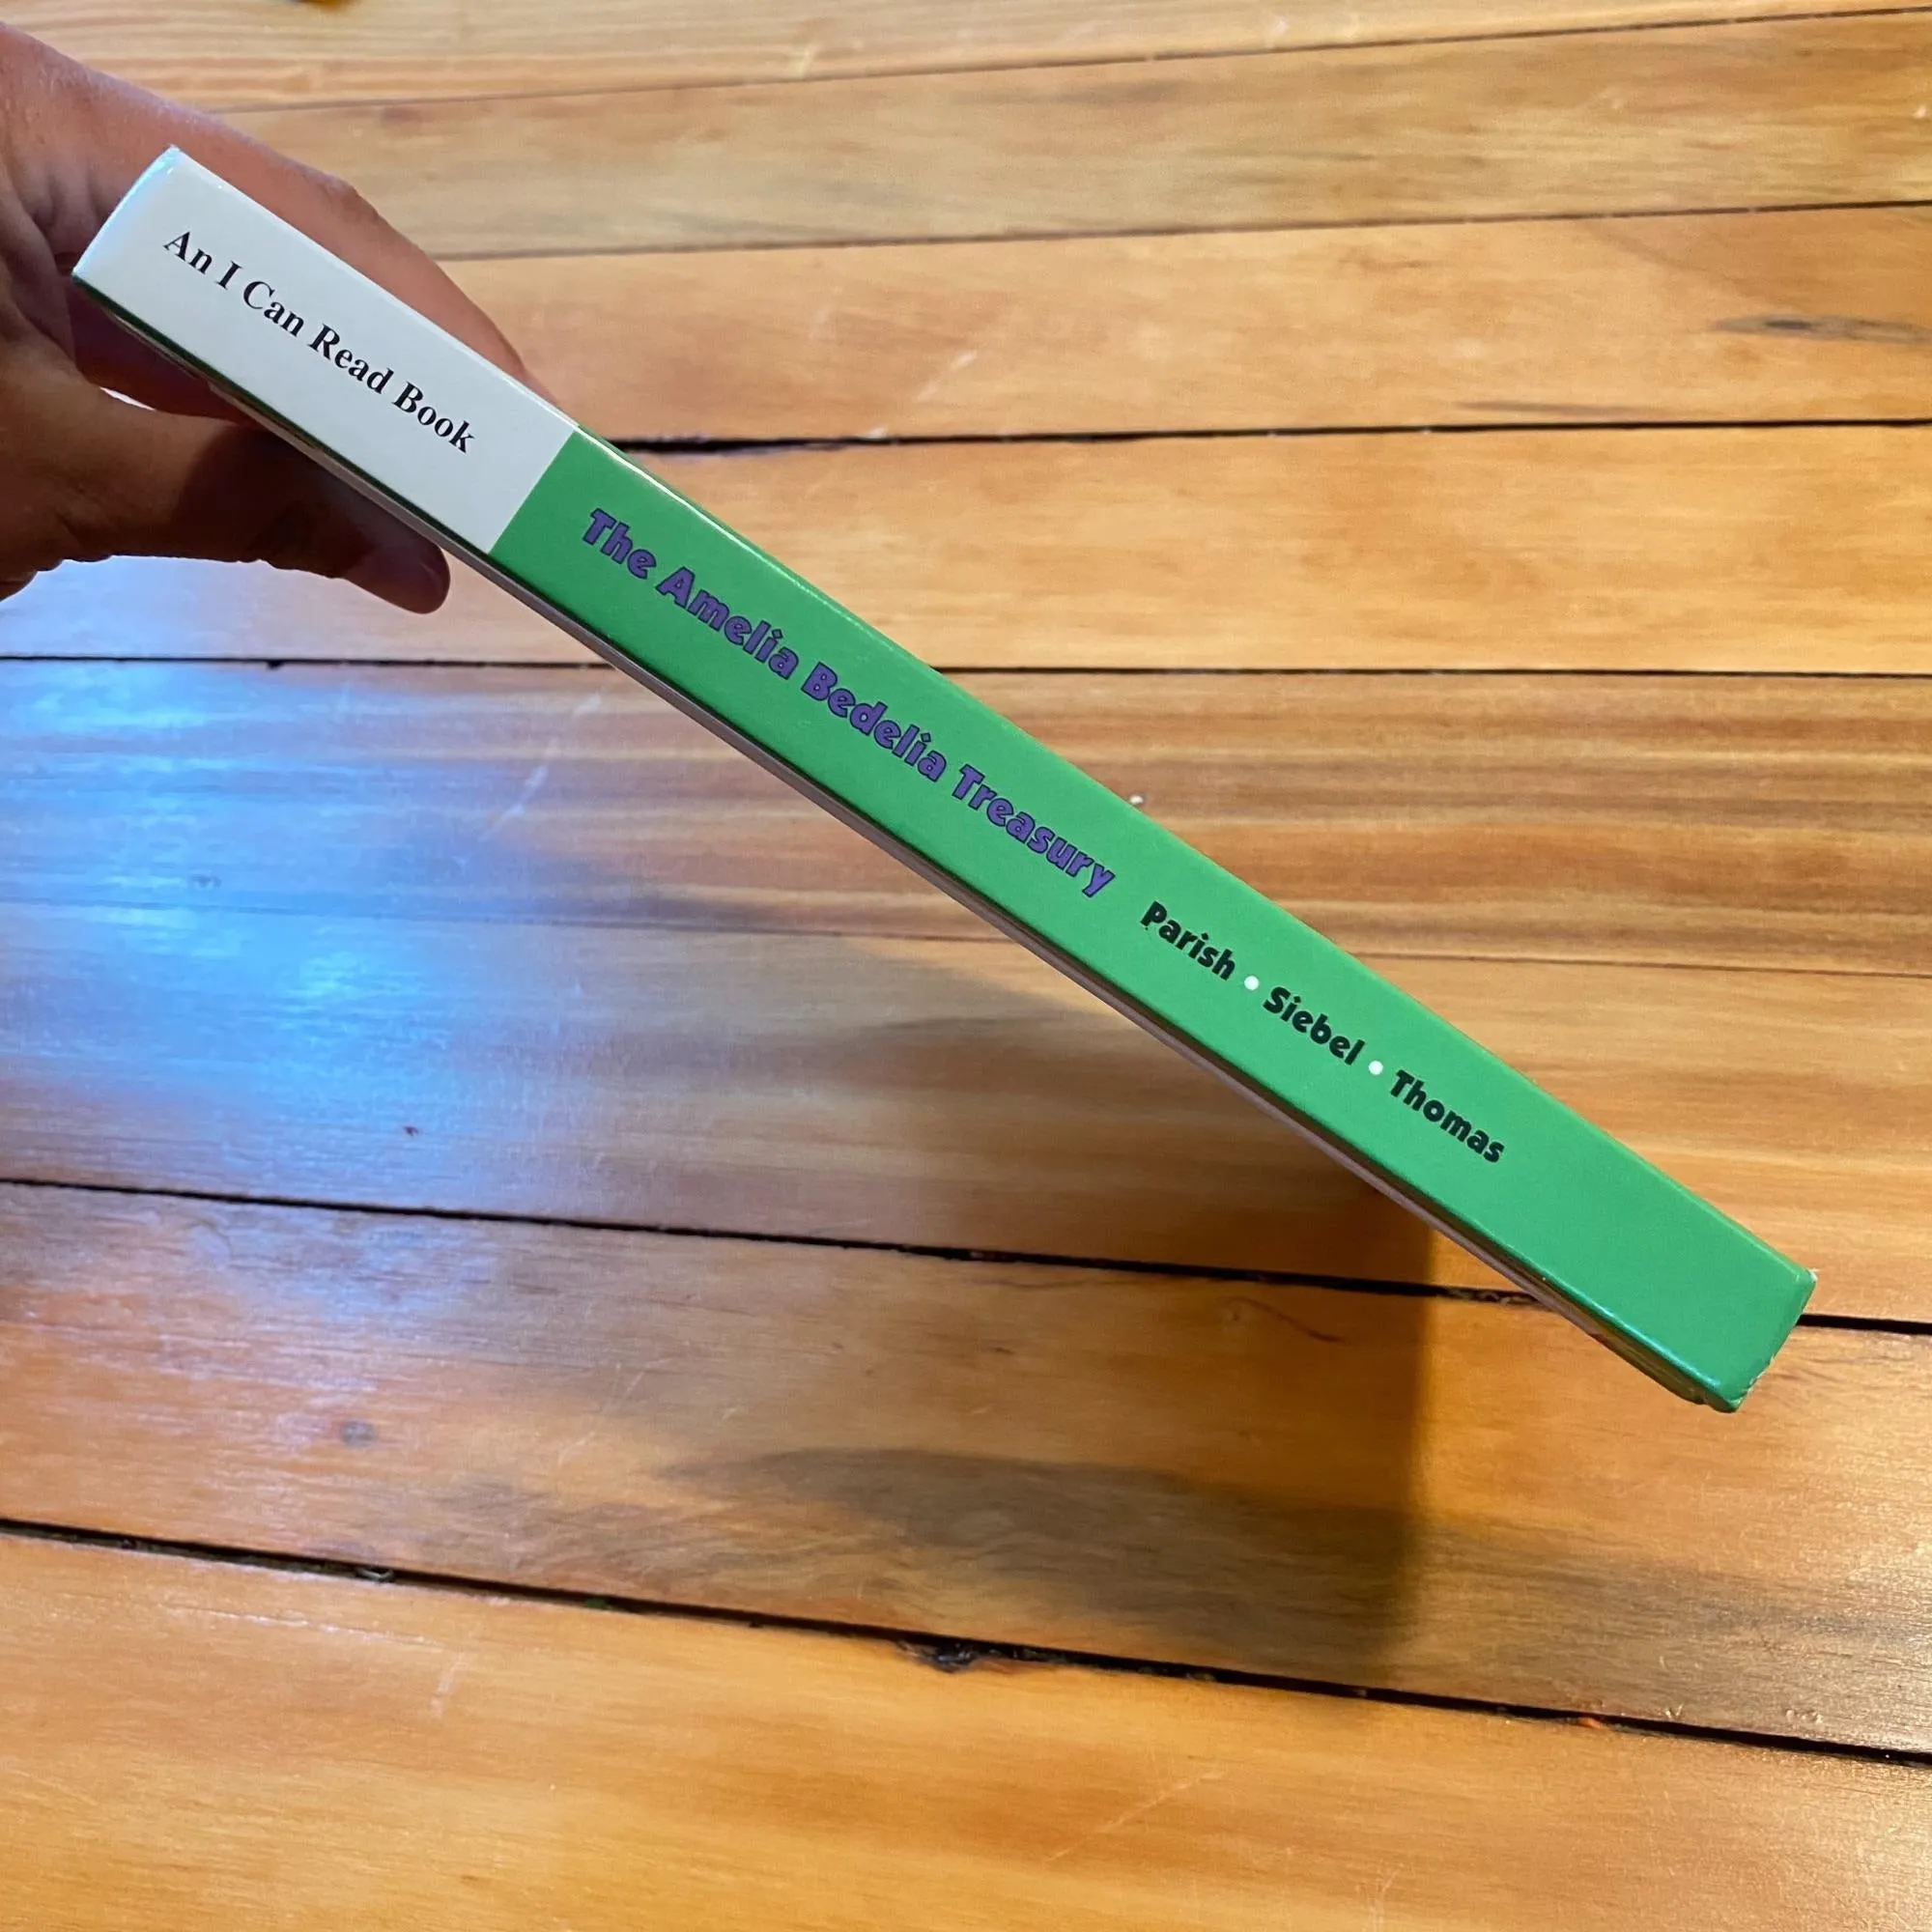 An I Can Read Book
The Amelia Bedelia Treasury Parish • Siebel • Thomas